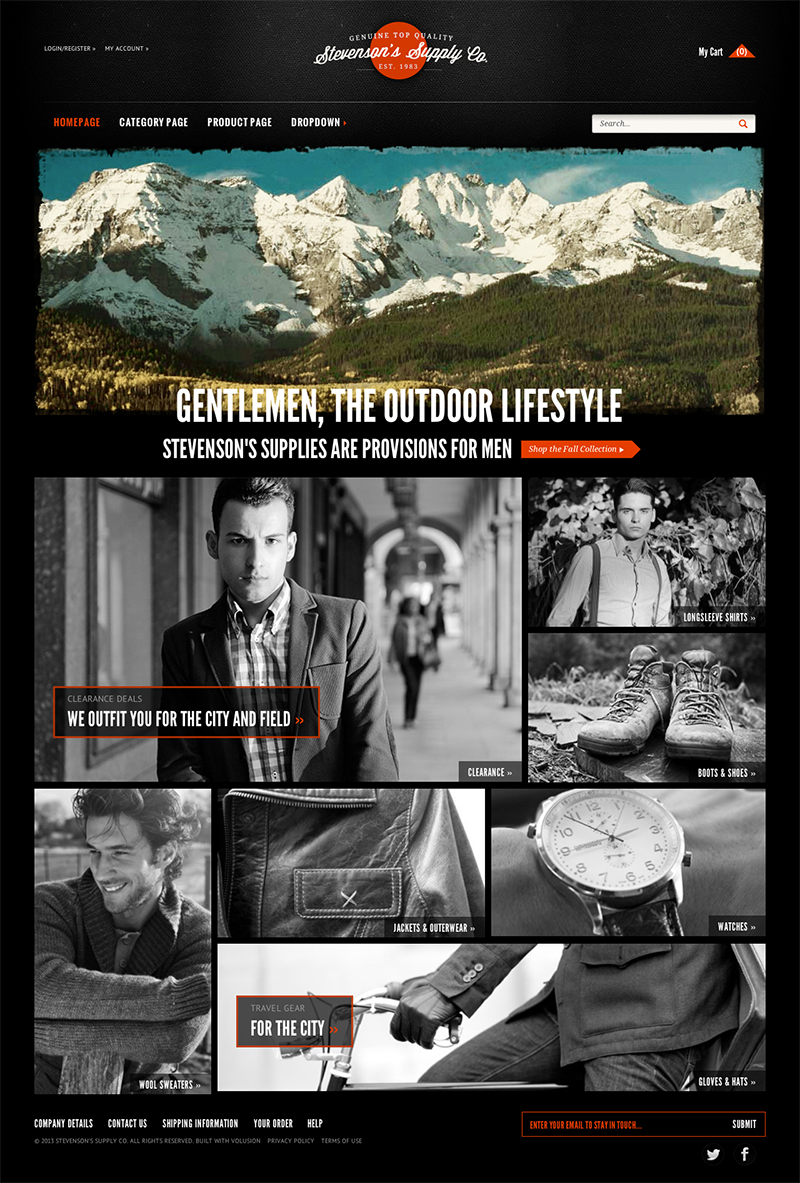 LOGIN/REGISTER » MY ACCOUNT »
GENUINE TOP QUALITY
Stevenson's Supply Co.
EST. 1983
My Cart (0)
HOMEPAGE CATEGORY PAGE PRODUCT PAGE DROPDOWN
Search...
GENTLEMEN, THE OUTDOOR LIFESTYLE
STEVENSON'S SUPPLIES ARE PROVISIONS FOR MEN Shop the Fall Collection
LONGSLEEVE SHIRTS »
CLEARANCE DEALS
WE OUTFIT YOU FOR THE CITY AND FIELD »
CLEARANCE »
BOOTS & SHOES »
JACKETS & OUTERWEAR »
WATCHES »
TRAVEL GEAR
FOR THE CITY »
WOOL SWEATERS »
GLOVES & HATS »
COMPANY DETAILS CONTACT US SHIPPING INFORMATION YOUR ORDER HELP
ENTER YOUR EMAIL TO STAY IN TOUCH... SUBMIT
© 2013 STEVENSON'S SUPPLY CO. ALL RIGHTS RESERVED. BUILT WITH VOLUSION PRIVACY POLICY TERMS OF USE